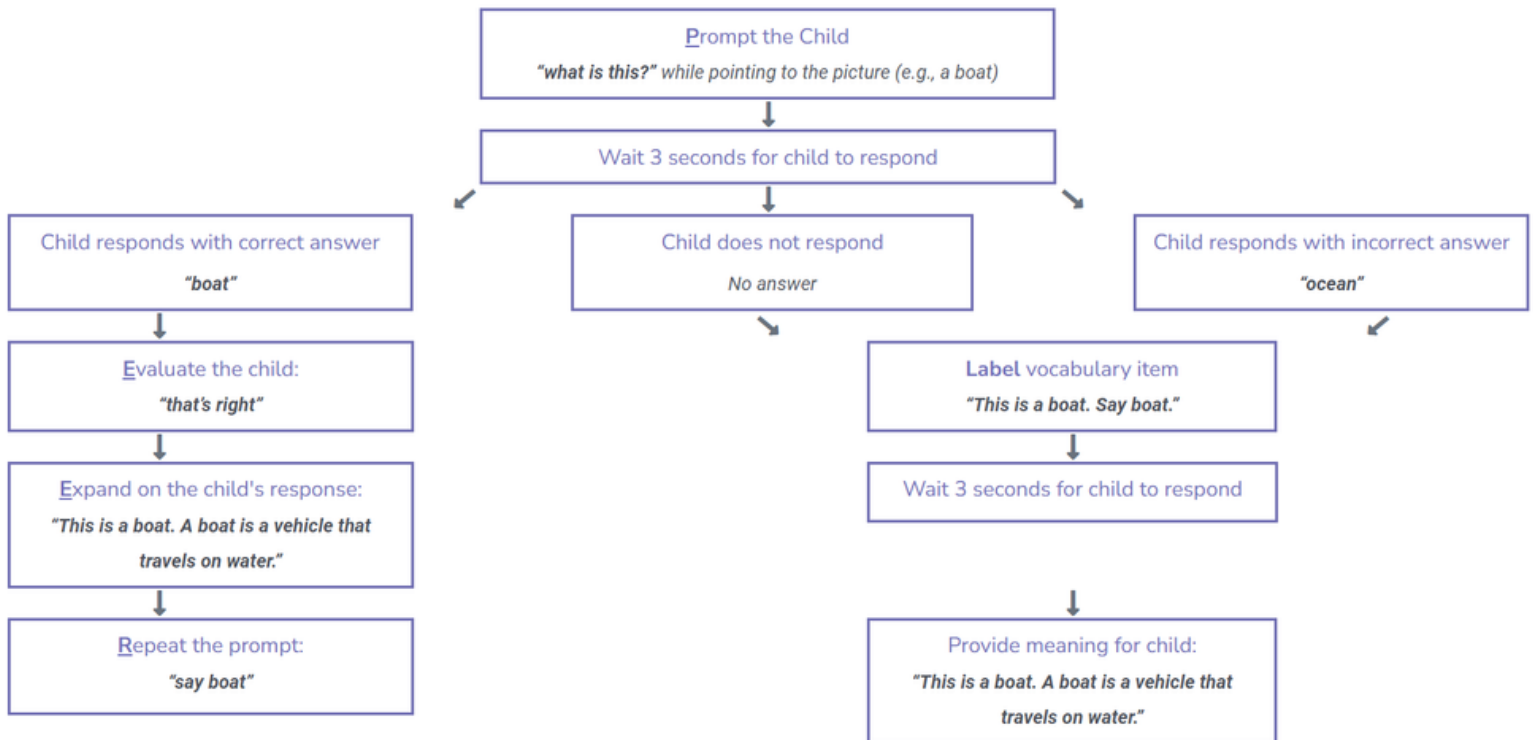 Prompt the Child
“what is this?” while pointing to the picture (e.g., a boat)
Wait 3 seconds for child to respond
Child responds with correct answer
“boat”
Child does not respond
No answer
Child responds with incorrect answer
“ocean”
Evaluate the child:
“that’s right”
Label vocabulary item
“This is a boat. Say boat.”
Expand on the child's response:
“This is a boat. A boat is a vehicle that
travels on water.”
Wait 3 seconds for child to respond
Repeat the prompt:
“say boat”
Provide meaning for child:
“This is a boat. A boat is a vehicle that
travels on water.”